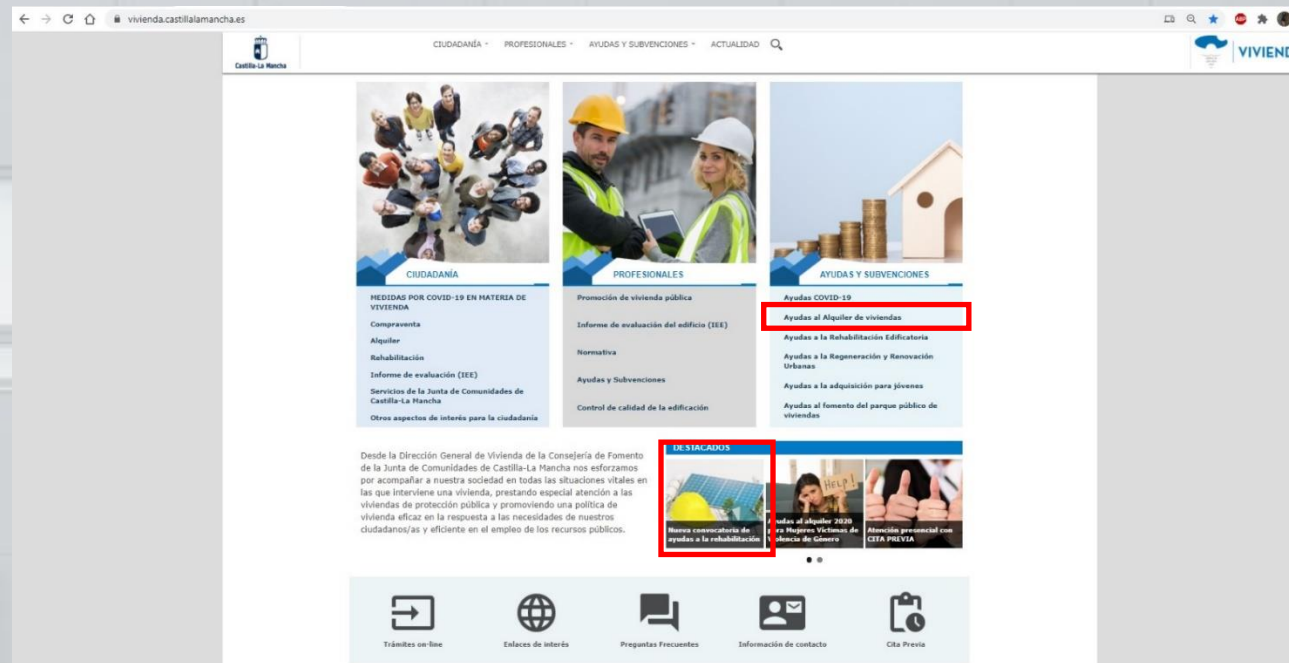 vivienda.castillalamancha.es
Castilla-La Mancha
CIUDADANÍA
PROFESIONALES
AYUDAS Y SUBVENCIONES
ACTUALIDAD
VIVIEND
CIUDADANÍA
MEDIDAS POR COVID-19 EN MATERIA DE
VIVIENDA
Compraventa
Alquiler
Rehabilitación
Informe de evaluación (IEE)
Servicios de la Junta de Comunidades de
Castilla-La Mancha
Otros aspectos de interés para la ciudadanía
PROFESIONALES
Promoción de vivienda pública
Informe de evaluación del edificio (IEE)
Normativa
Ayudas y Subvenciones
Control de calidad de la edificación
AYUDAS Y SUBVENCIONES
Ayudas COVID-19
Ayudas al Alquiler de viviendas
Ayudas a la Rehabilitación Edificatoria
Ayudas a la Regeneración y Renovación
Urbanas
Ayudas a la adquisición para jóvenes
Ayudas al fomento del parque público de
viviendas
Desde la Dirección General de Vivienda de la Consejería de Fomento
de la Junta de Comunidades de Castilla-La Mancha nos esforzamos
por acompañar a nuestra sociedad en todas las situaciones vitales en
las que interviene una vivienda, prestando especial atención a las
viviendas de protección pública y promoviendo una política de
vivienda eficaz en la respuesta a las necesidades de nuestros
ciudadanos/as y eficiente en el empleo de los recursos públicos.
DESTACADOS
Nueva convocatoria de
ayudas a la rehabilitación
HELP!
Ayudas al alquiler 2020
para Mujeres Víctimas de
Violencia de Género
Atención presencial con
CITA PREVIA
Trámites on-line
Enlaces de interés
Preguntas Frecuentes
Información de contacto
Cita Previa